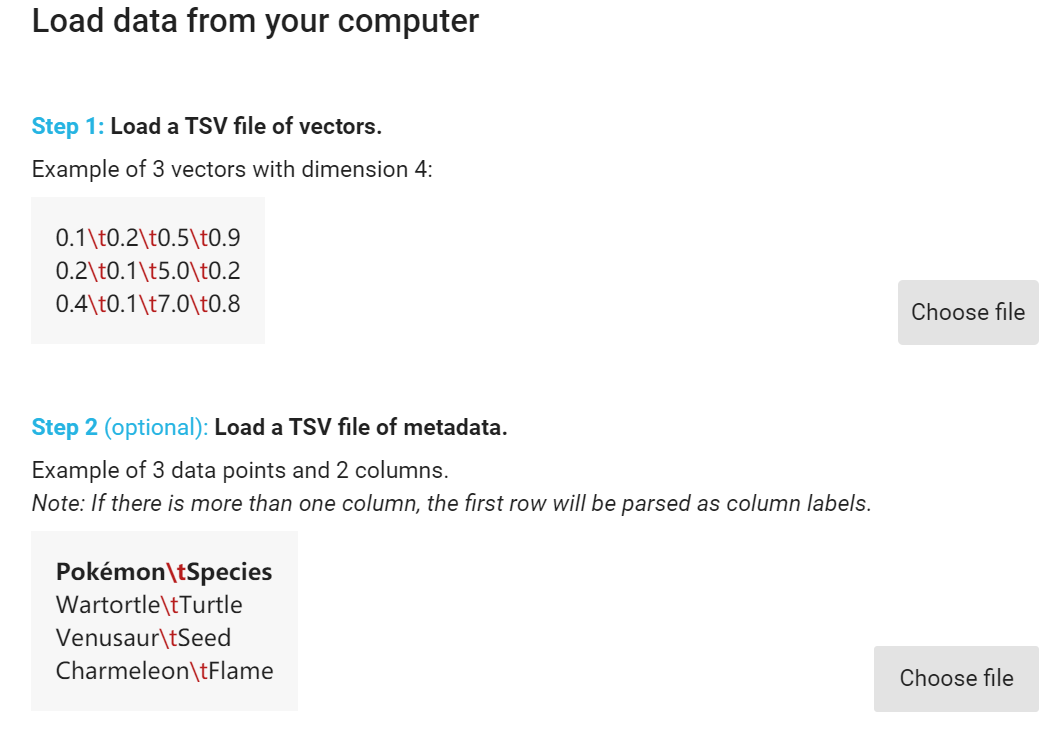 Load data from your computer
Step 1: Load a TSV file of vectors.
Example of 3 vectors with dimension 4:
0.1\t0.2\t0.5\t0.9
0.2\t0.1\t5.0\t0.2
0.4\t0.1\t7.0\t0.8
Choose file
Step 2 (optional): Load a TSV file of metadata.
Example of 3 data points and 2 columns.
Note: If there is more than one column, the first row will be parsed as column labels.
Pokémon\tSpecies
Wartortle\tTurtle
Venusaur\tSeed
Charmeleon\tFlame
Choose file